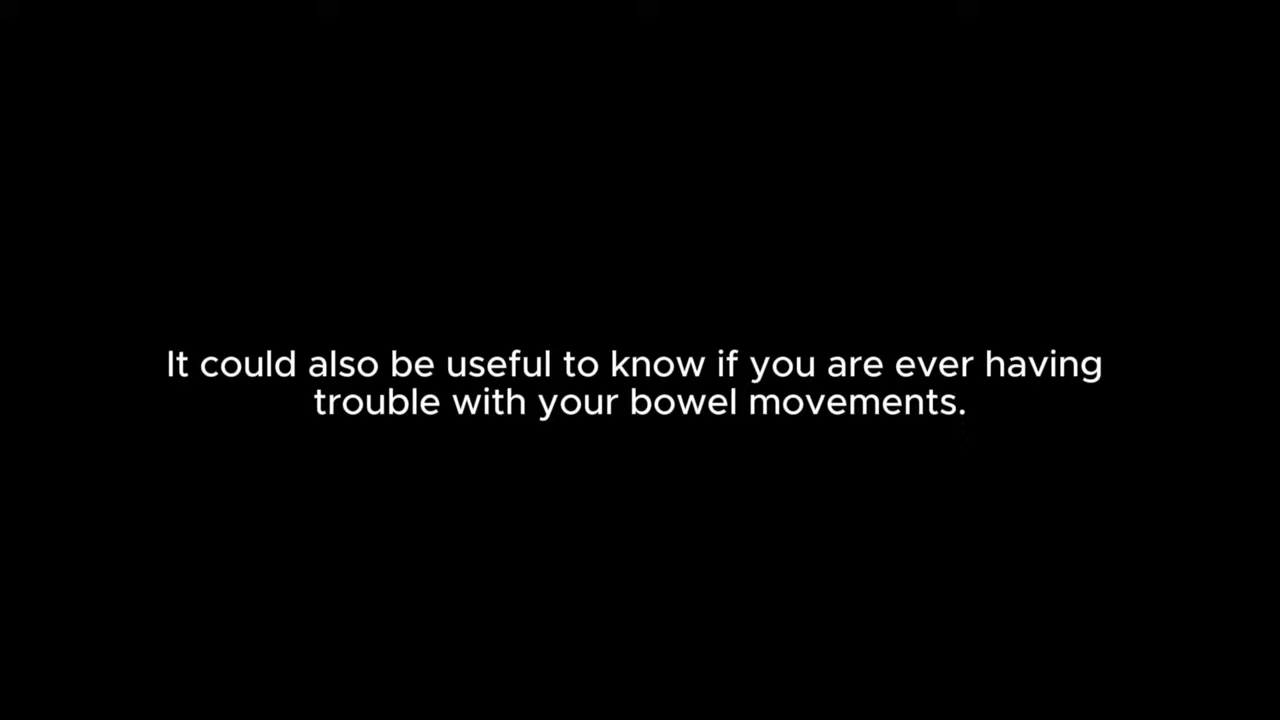 It could also be useful to know if you are ever having
trouble with your bowel movements.